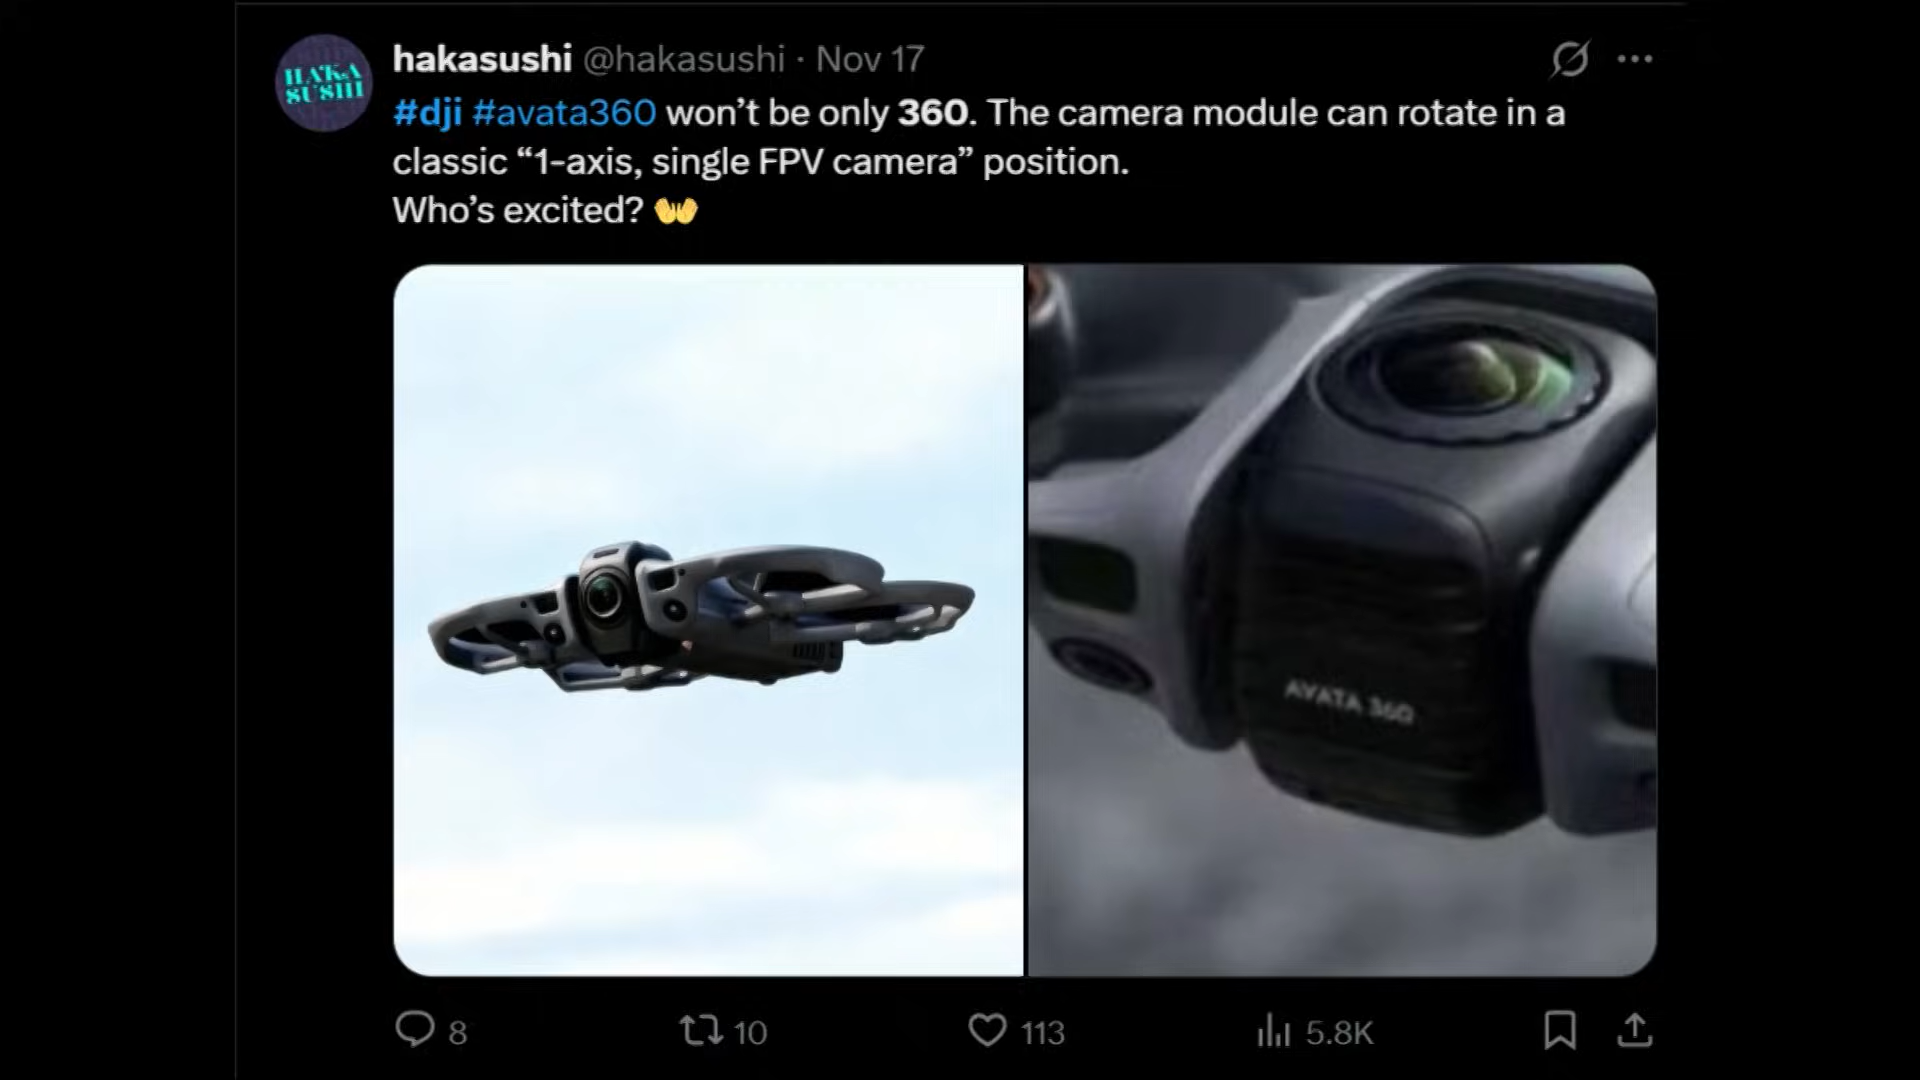 HAKA
SUSHI
hakasushi @hakasushi · Nov 17
#dji #avata360 won’t be only 360. The camera module can rotate in a
classic “1-axis, single FPV camera” position.
Who’s excited? 👐
AVATA 360
8 10 113 5.8K